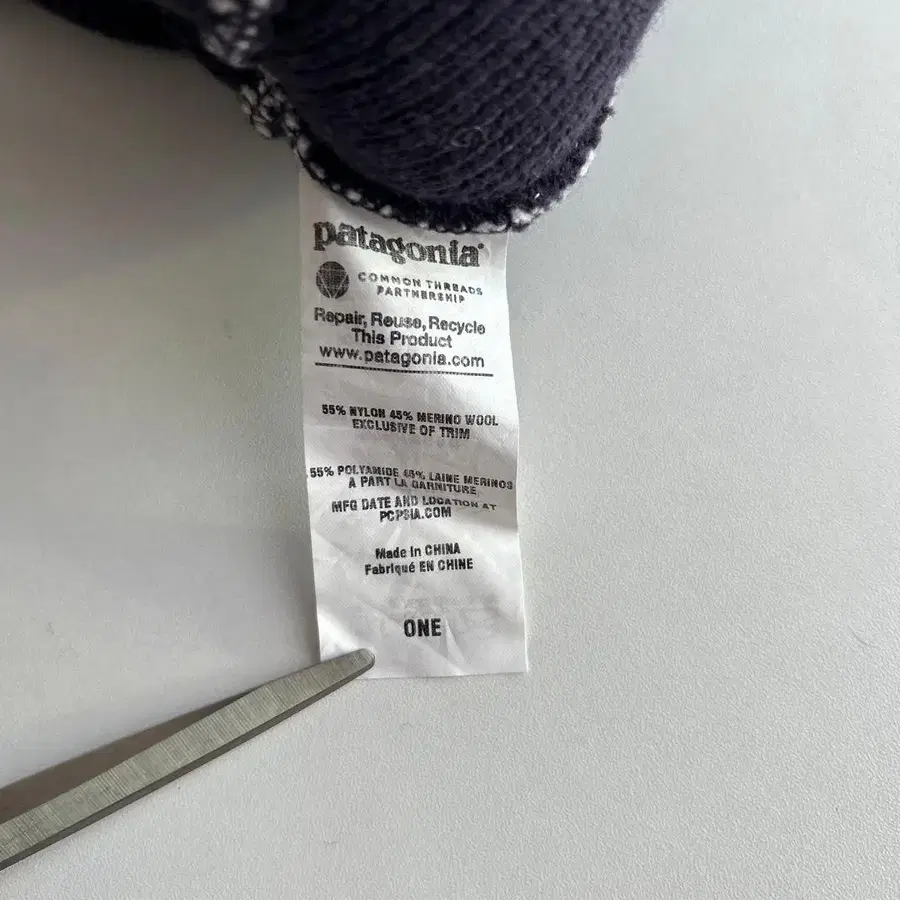 patagonia®
COMMON THREADS
PARTNERSHIP
Repair, Reuse, Recycle
This Product
www.patagonia.com
55% NYLON 45% MERINO WOOL
EXCLUSIVE OF TRIM
55% POLYAMIDE 45% LAINE MERINOS
A PART LA GARNITURE
MFG DATE AND LOCATION AT
PCPSIA.COM
Made in CHINA
Fabriqué EN CHINE
ONE